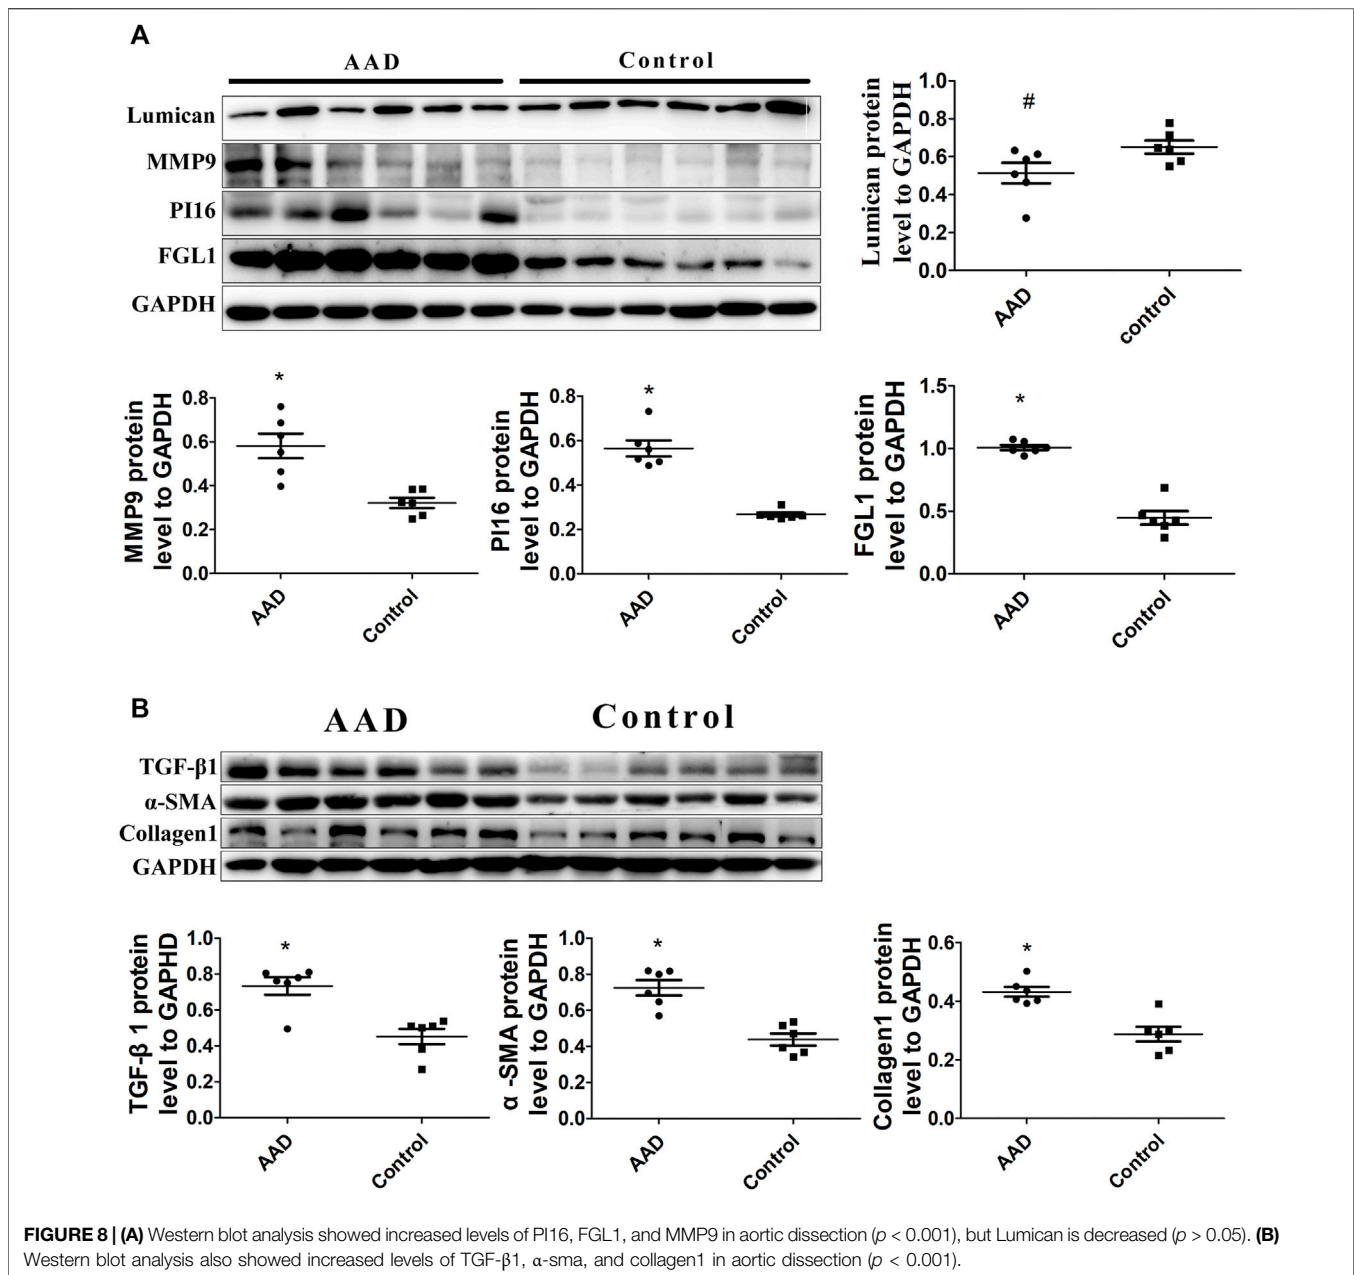 A
AAD
Control
Lumican
MMP9
PI16
FGL1
GAPDH
Lumican protein
level to GAPDH
1.0
0.8
0.6
0.4
0.2
0.0
#
AAD
control
MMP9 protein
level to GAPDH
0.8
0.6
0.4
0.2
0.0
*
AAD
Control
PI16 protein
level to GAPDH
0.8
0.6
0.4
0.2
0.0
*
AAD
Control
FGL1 protein
level to GAPDH
1.5
1.0
0.5
0.0
*
AAD
Control
B
AAD
Control
TGF-β1
α-SMA
Collagen1
GAPDH
TGF-β 1 protein
level to GAPHD
1.0
0.8
0.6
0.4
0.2
0.0
*
AAD
Control
α -SMA protein
level to GAPDH
1.0
0.8
0.6
0.4
0.2
0.0
*
AAD
Control
Collagen1 protein
level to GAPDH
0.6
0.4
0.2
0.0
*
AAD
Control
FIGURE 8 | (A) Western blot analysis showed increased levels of PI16, FGL1, and MMP9 in aortic dissection (p < 0.001), but Lumican is decreased (p > 0.05). (B)
Western blot analysis also showed increased levels of TGF-β1, α-sma, and collagen1 in aortic dissection (p < 0.001).